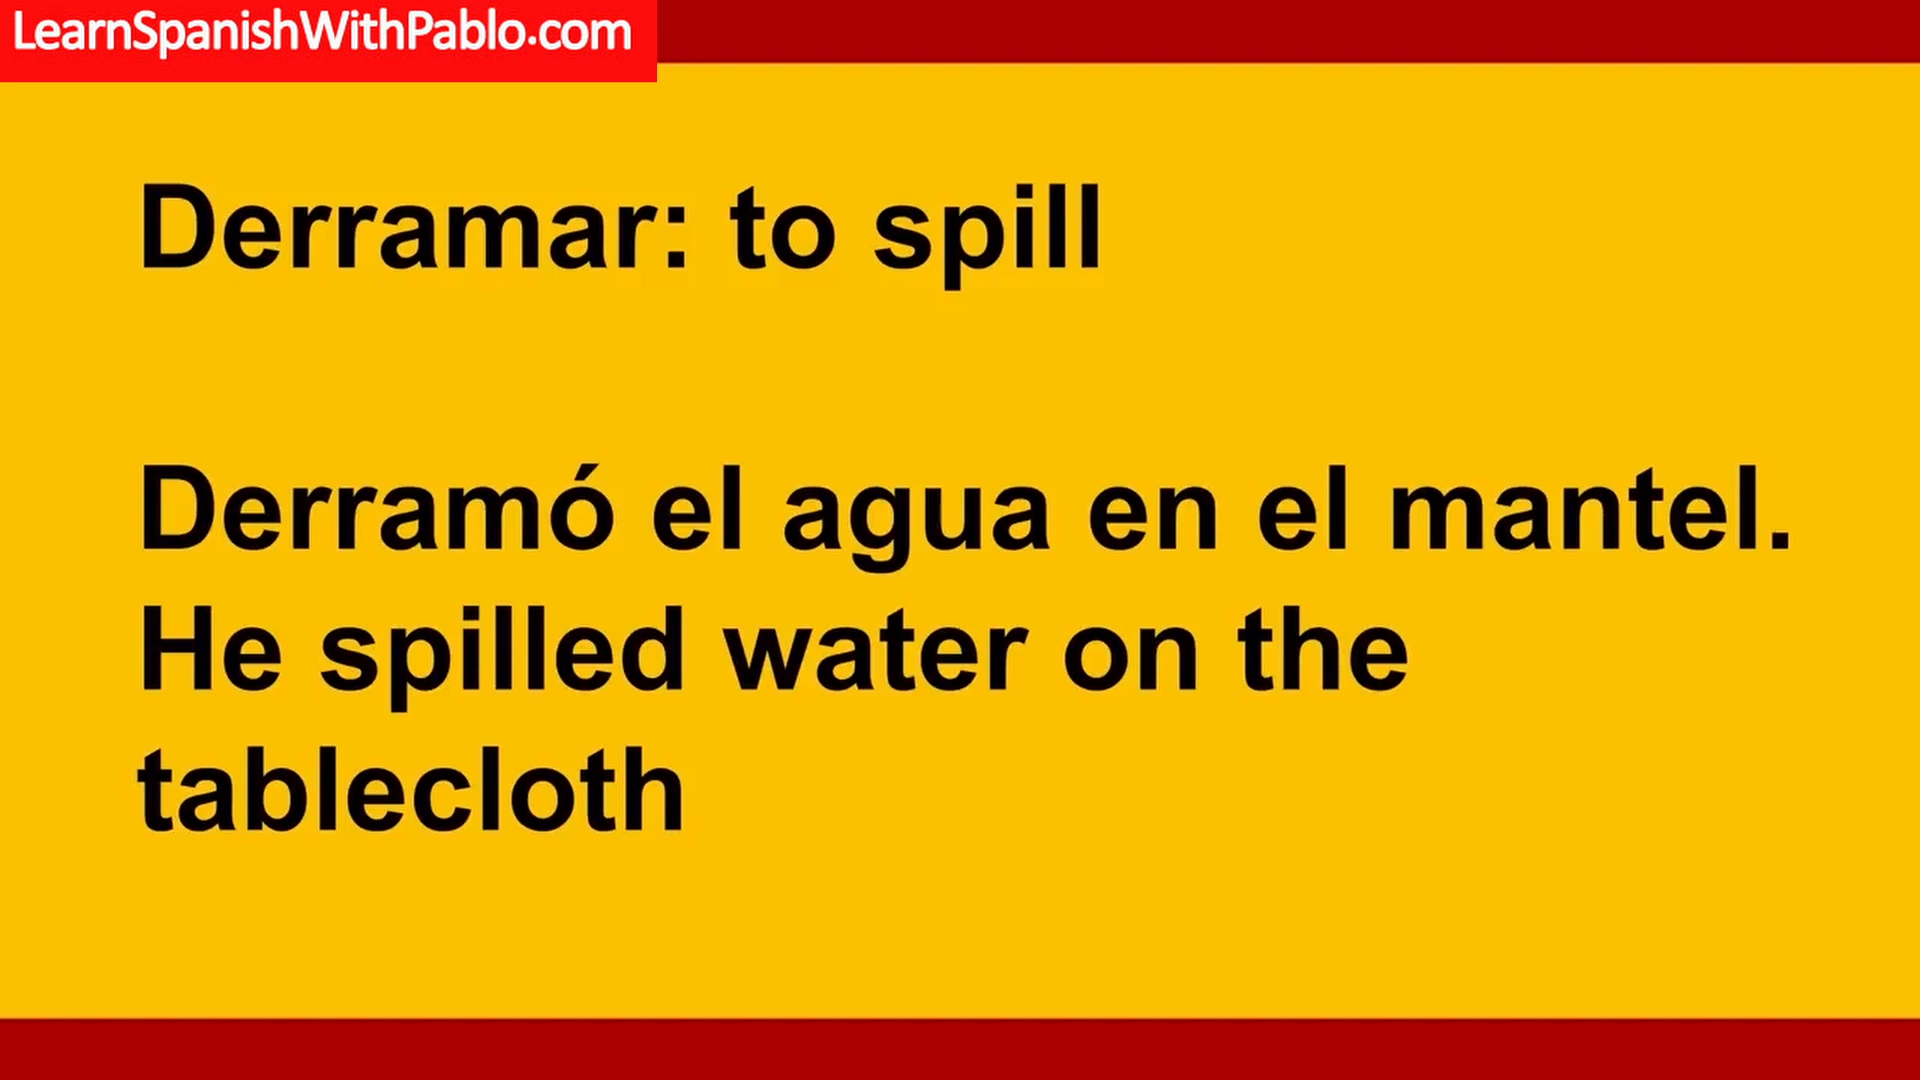 LearnSpanishWithPablo.com
Derramar: to spill
Derramó el agua en el mantel.
He spilled water on the
tablecloth